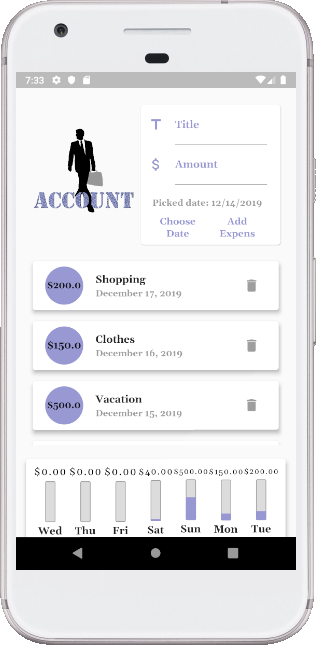 7:33
ACCOUNT
Title
Amount
Picked date: 12/14/2019
Choose Date
Add Expens
$200.0
Shopping
December 17, 2019
$150.0
Clothes
December 16, 2019
$500.0
Vacation
December 15, 2019
$0.00 $0.00 $0.00 $40.00 $500.00 $150.00 $200.00
Wed Thu Fri Sat Sun Mon Tue